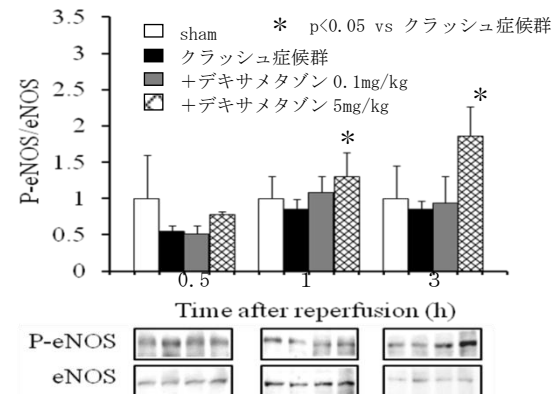 3.5
3
2.5
2
1.5
1
0.5
0
P-eNOS/eNOS
sham
クラッシュ症候群
＋デキサメタゾン 0.1mg/kg
＋デキサメタゾン 5mg/kg
* p<0.05 vs クラッシュ症候群
*
*
0.5 1 3
Time after reperfusion (h)
P-eNOS
eNOS